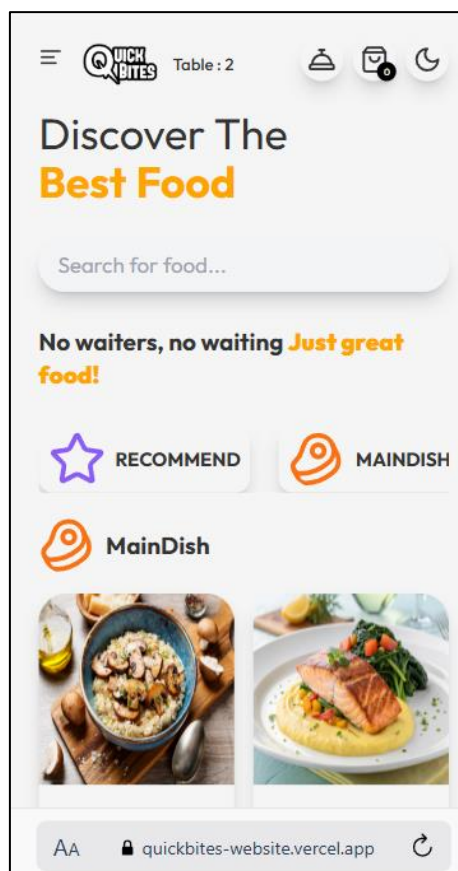 QUICK
BITES
Table : 2
0
Discover The
Best Food
Search for food...
No waiters, no waiting Just great
food!
RECOMMEND
MAINDISH
MainDish
AA quickbites-website.vercel.app